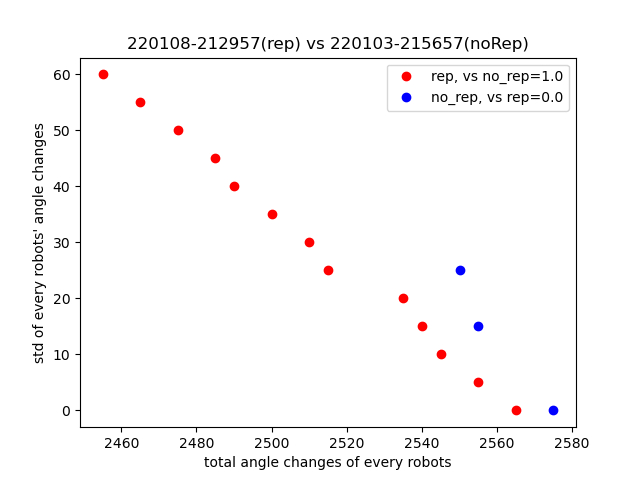 220108-212957(rep) vs 220103-215657(noRep)
rep, vs no_rep=1.0
no_rep, vs rep=0.0
60
50
40
30
20
10
0
std of every robots' angle changes
2460 2480 2500 2520 2540 2560 2580
total angle changes of every robots